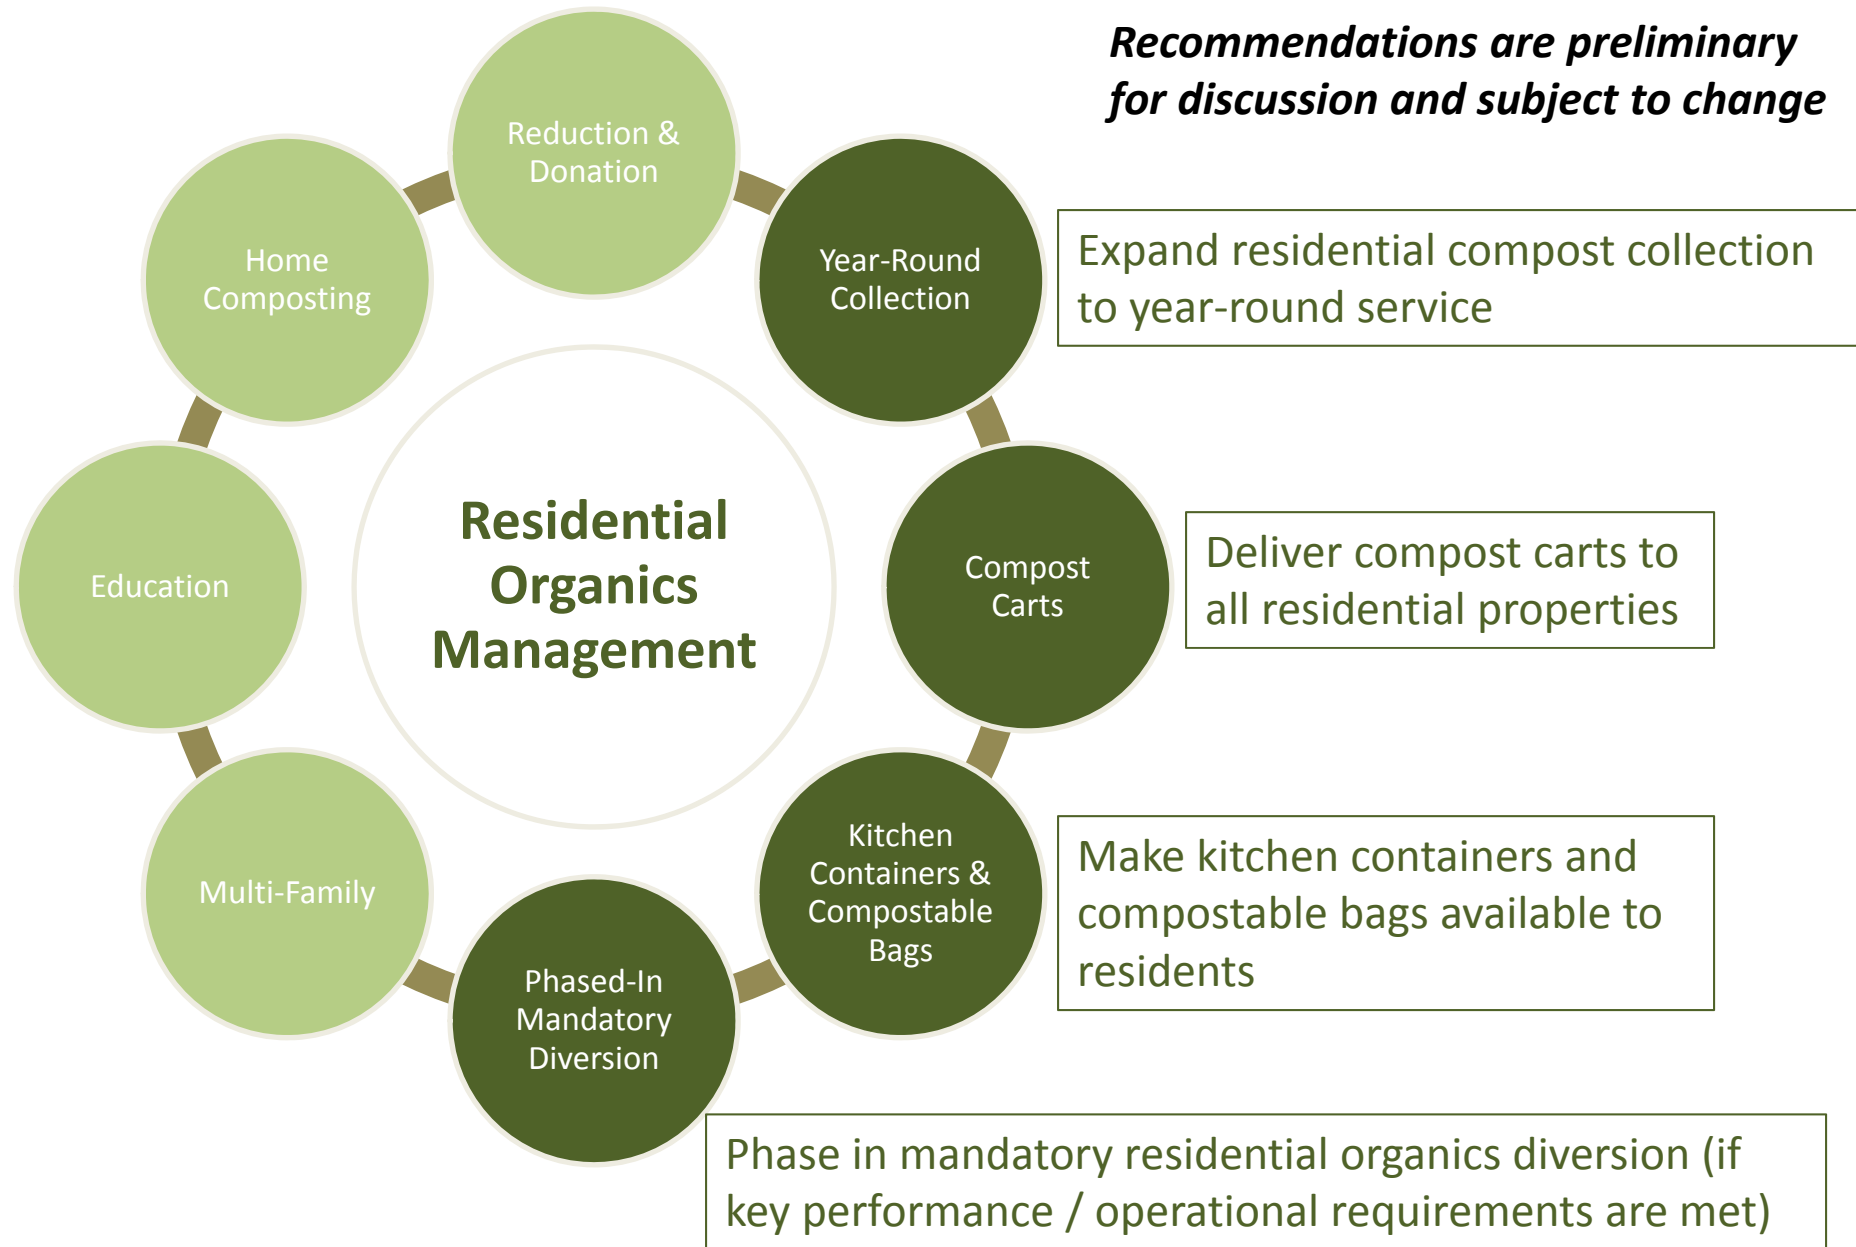 Recommendations are preliminary
for discussion and subject to change
Reduction &
Donation
Year-Round
Collection
Expand residential compost collection
to year-round service
Home
Composting
Residential
Organics
Management
Compost
Carts
Deliver compost carts to
all residential properties
Education
Kitchen
Containers &
Compostable
Bags
Make kitchen containers and
compostable bags available to
residents
Multi-Family
Phased-In
Mandatory
Diversion
Phase in mandatory residential organics diversion (if
key performance / operational requirements are met)